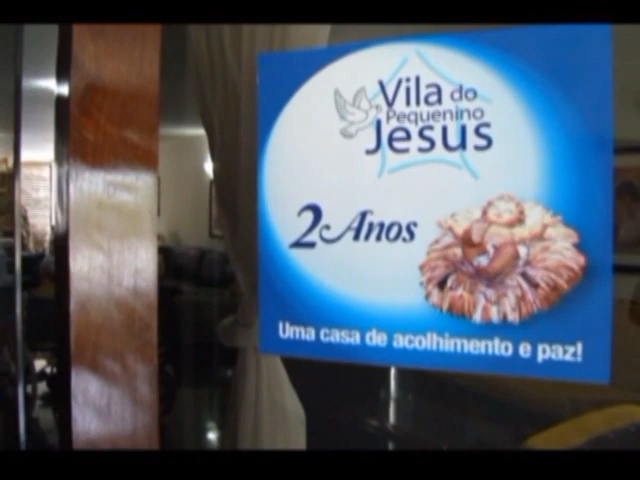 Vila do
Pequenino
Jesus
2 Anos
Uma casa de acolhimento e paz!